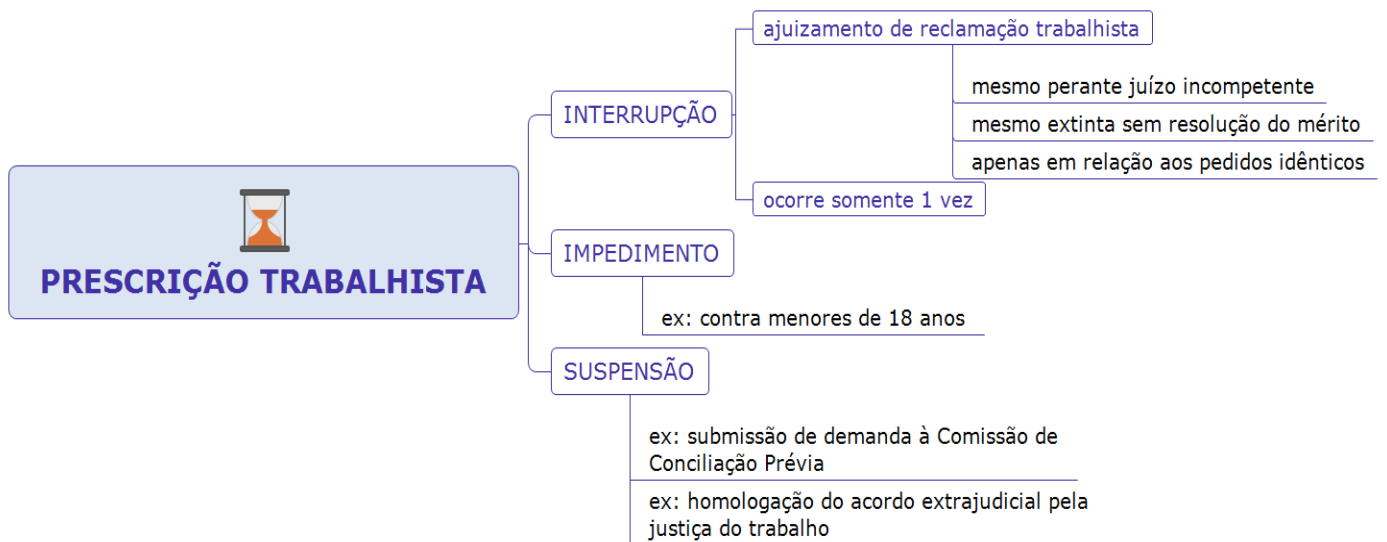 PRESCRIÇÃO TRABALHISTA
INTERRUPÇÃO
ajuizamento de reclamação trabalhista
mesmo perante juízo incompetente
mesmo extinta sem resolução do mérito
apenas em relação aos pedidos idênticos
ocorre somente 1 vez
IMPEDIMENTO
ex: contra menores de 18 anos
SUSPENSÃO
ex: submissão de demanda à Comissão de
Conciliação Prévia
ex: homologação do acordo extrajudicial pela
justiça do trabalho